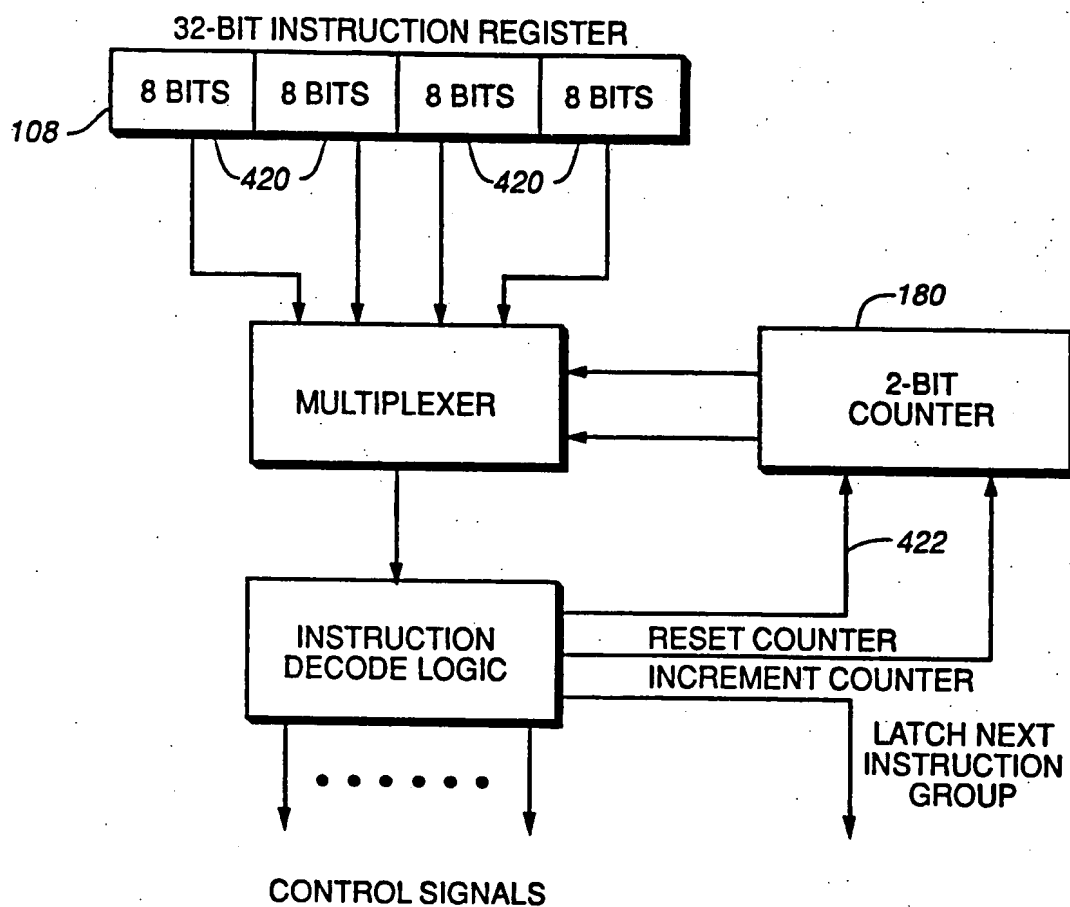 32-BIT INSTRUCTION REGISTER
8 BITS 8 BITS 8 BITS 8 BITS
108
420 420
180
MULTIPLEXER
2-BIT
COUNTER
422
INSTRUCTION
DECODE LOGIC
RESET COUNTER
INCREMENT COUNTER
LATCH NEXT
INSTRUCTION
GROUP
CONTROL SIGNALS